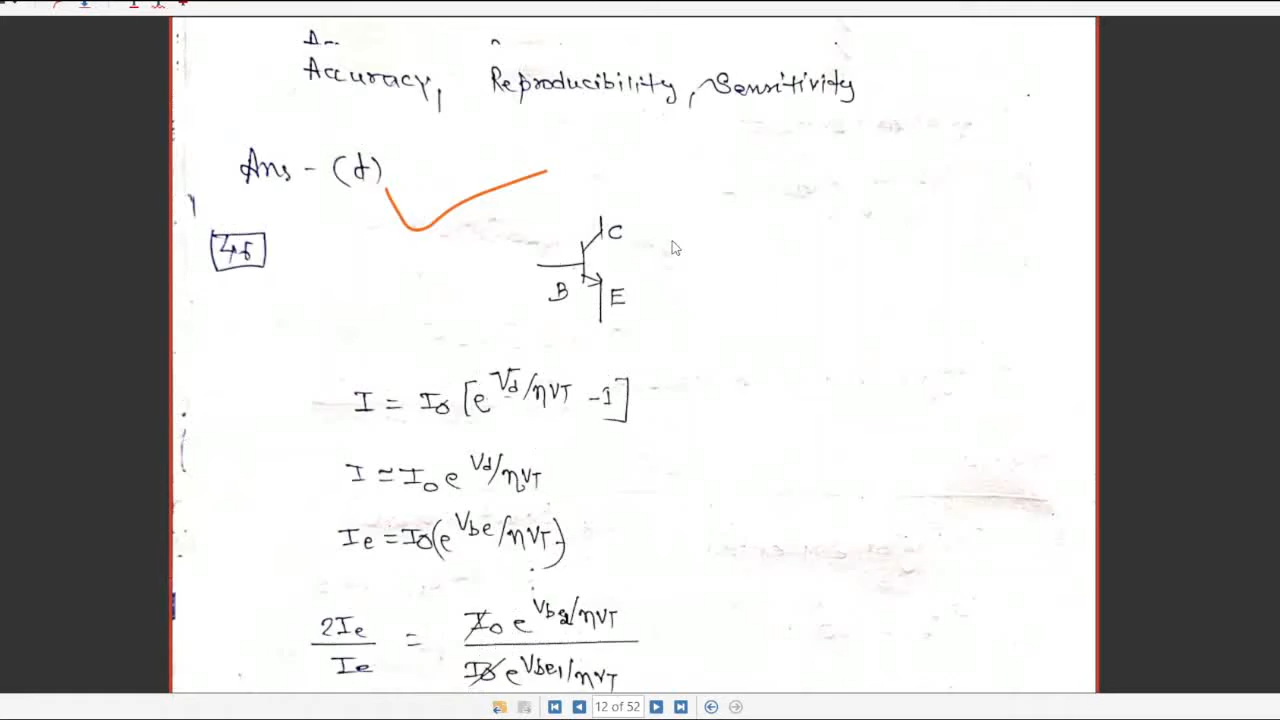 Accuracy, Reproducibility, Sensitivity
Ans - (d)
45
C
B
E
I = I0 [e^Vd/ηVT - 1]
I ≃ I0 e^Vd/ηVT
Ie = I0(e^Vbe/ηVT)
2Ie / Ie = I0 e^Vbe2/ηVT / I0 e^Vbe1/ηVT
12 of 52